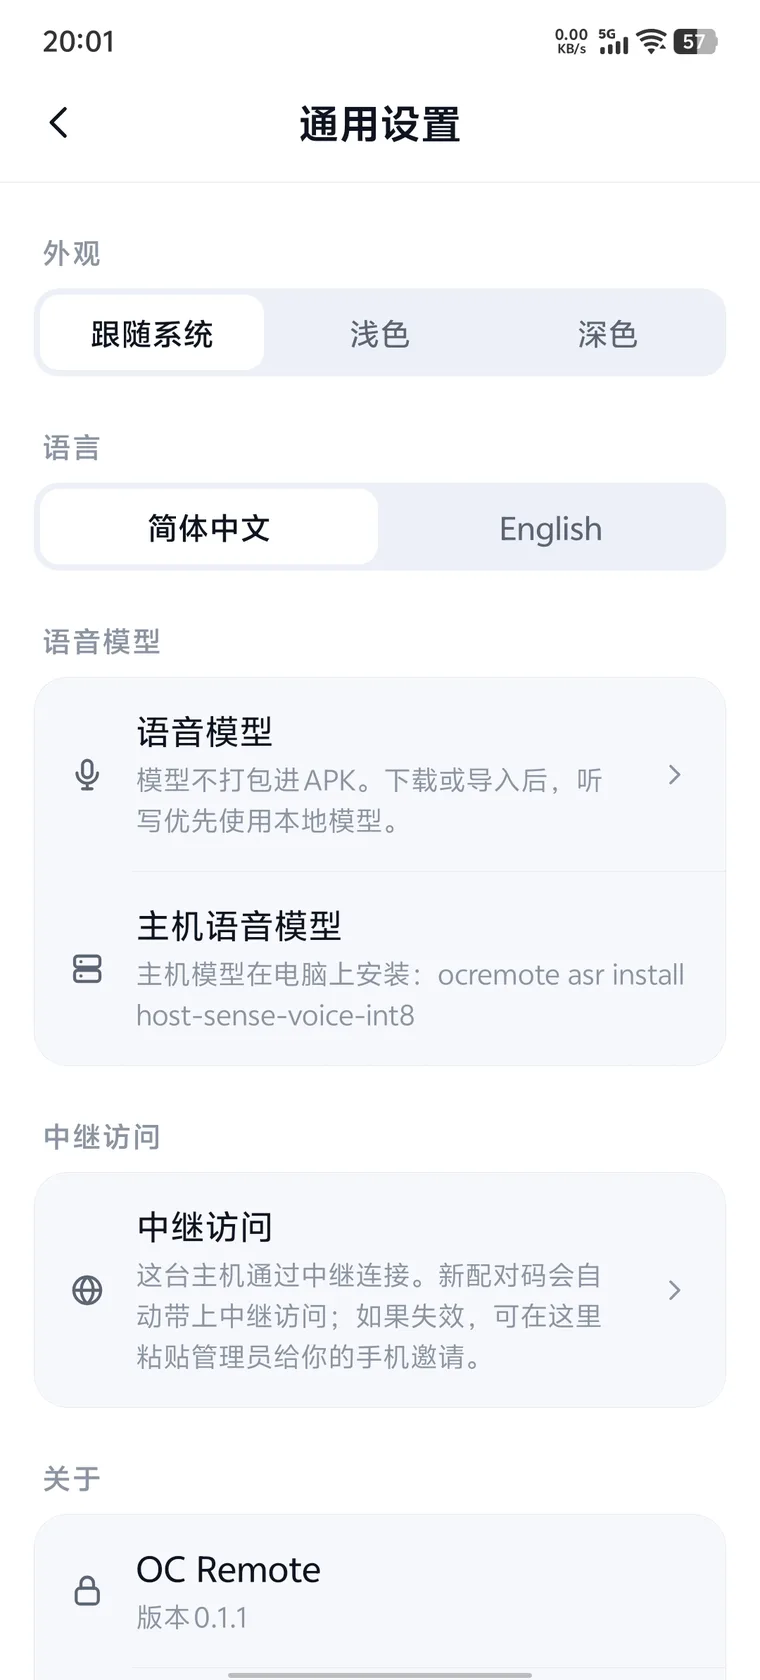 20:01
0.00 KB/s 5G 57
通用设置
外观
跟随系统 浅色 深色
语言
简体中文 English
语音模型
语音模型
模型不打包进APK。下载或导入后，听
写优先使用本地模型。
主机语音模型
主机模型在电脑上安装：ocremote asr install
host-sense-voice-int8
中继访问
中继访问
这台主机通过中继连接。新配对码会自
动带上中继访问；如果失效，可在这里
粘贴管理员给你的手机邀请。
关于
OC Remote
版本0.1.1